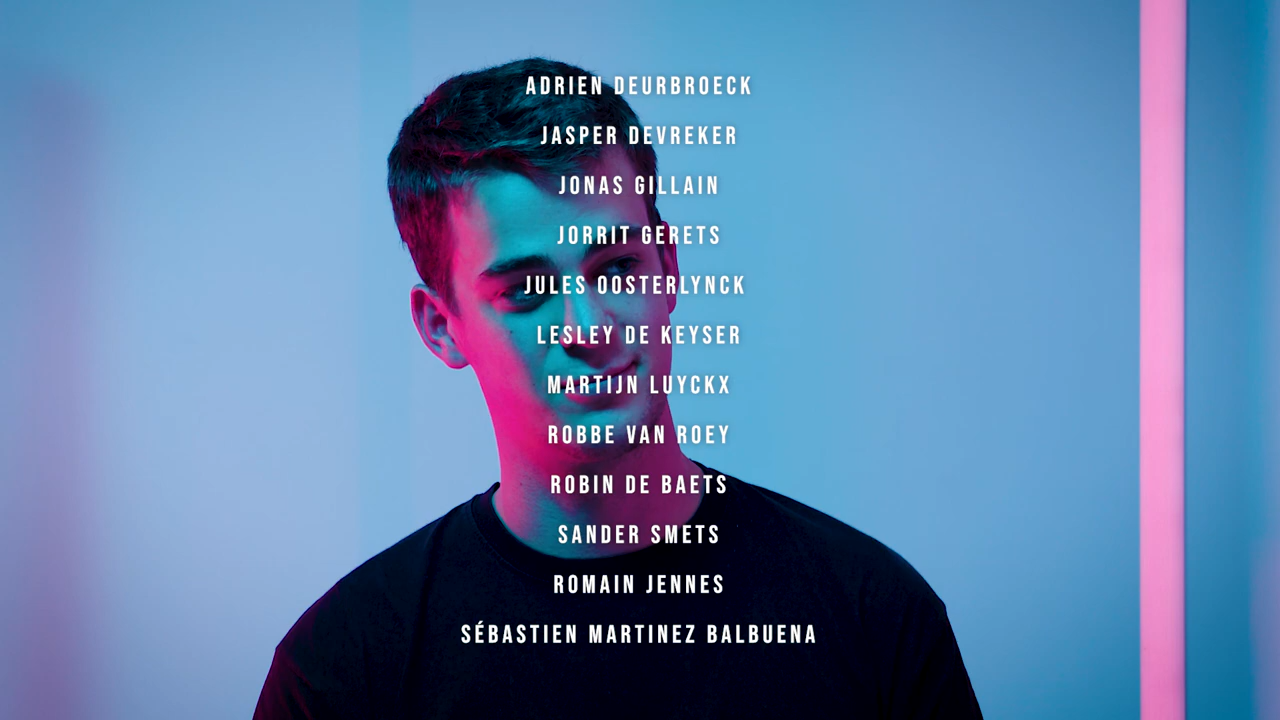 ADRIEN DEURBROECK
JASPER DEVREKER
JONAS GILLAIN
JORRIT GERETS
JULES OOSTERLYNCK
LESLEY DE KEYSER
MARTIJN LUYCKX
ROBBE VAN ROEY
ROBIN DE BAETS
SANDER SMETS
ROMAIN JENNES
SÉBASTIEN MARTINEZ BALBUENA